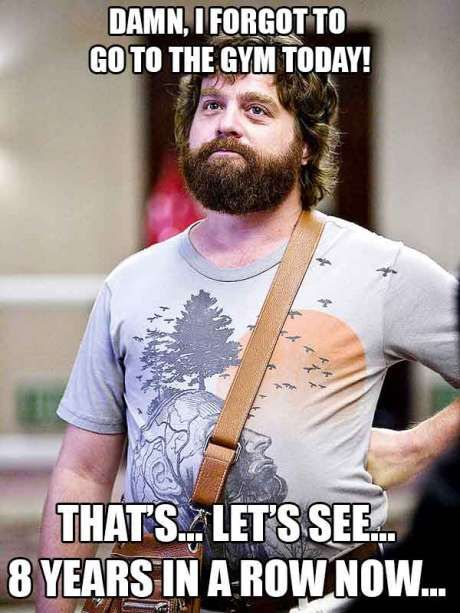 DAMN, I FORGOT TO
GO TO THE GYM TODAY!
THAT'S... LET'S SEE...
8 YEARS IN A ROW NOW...